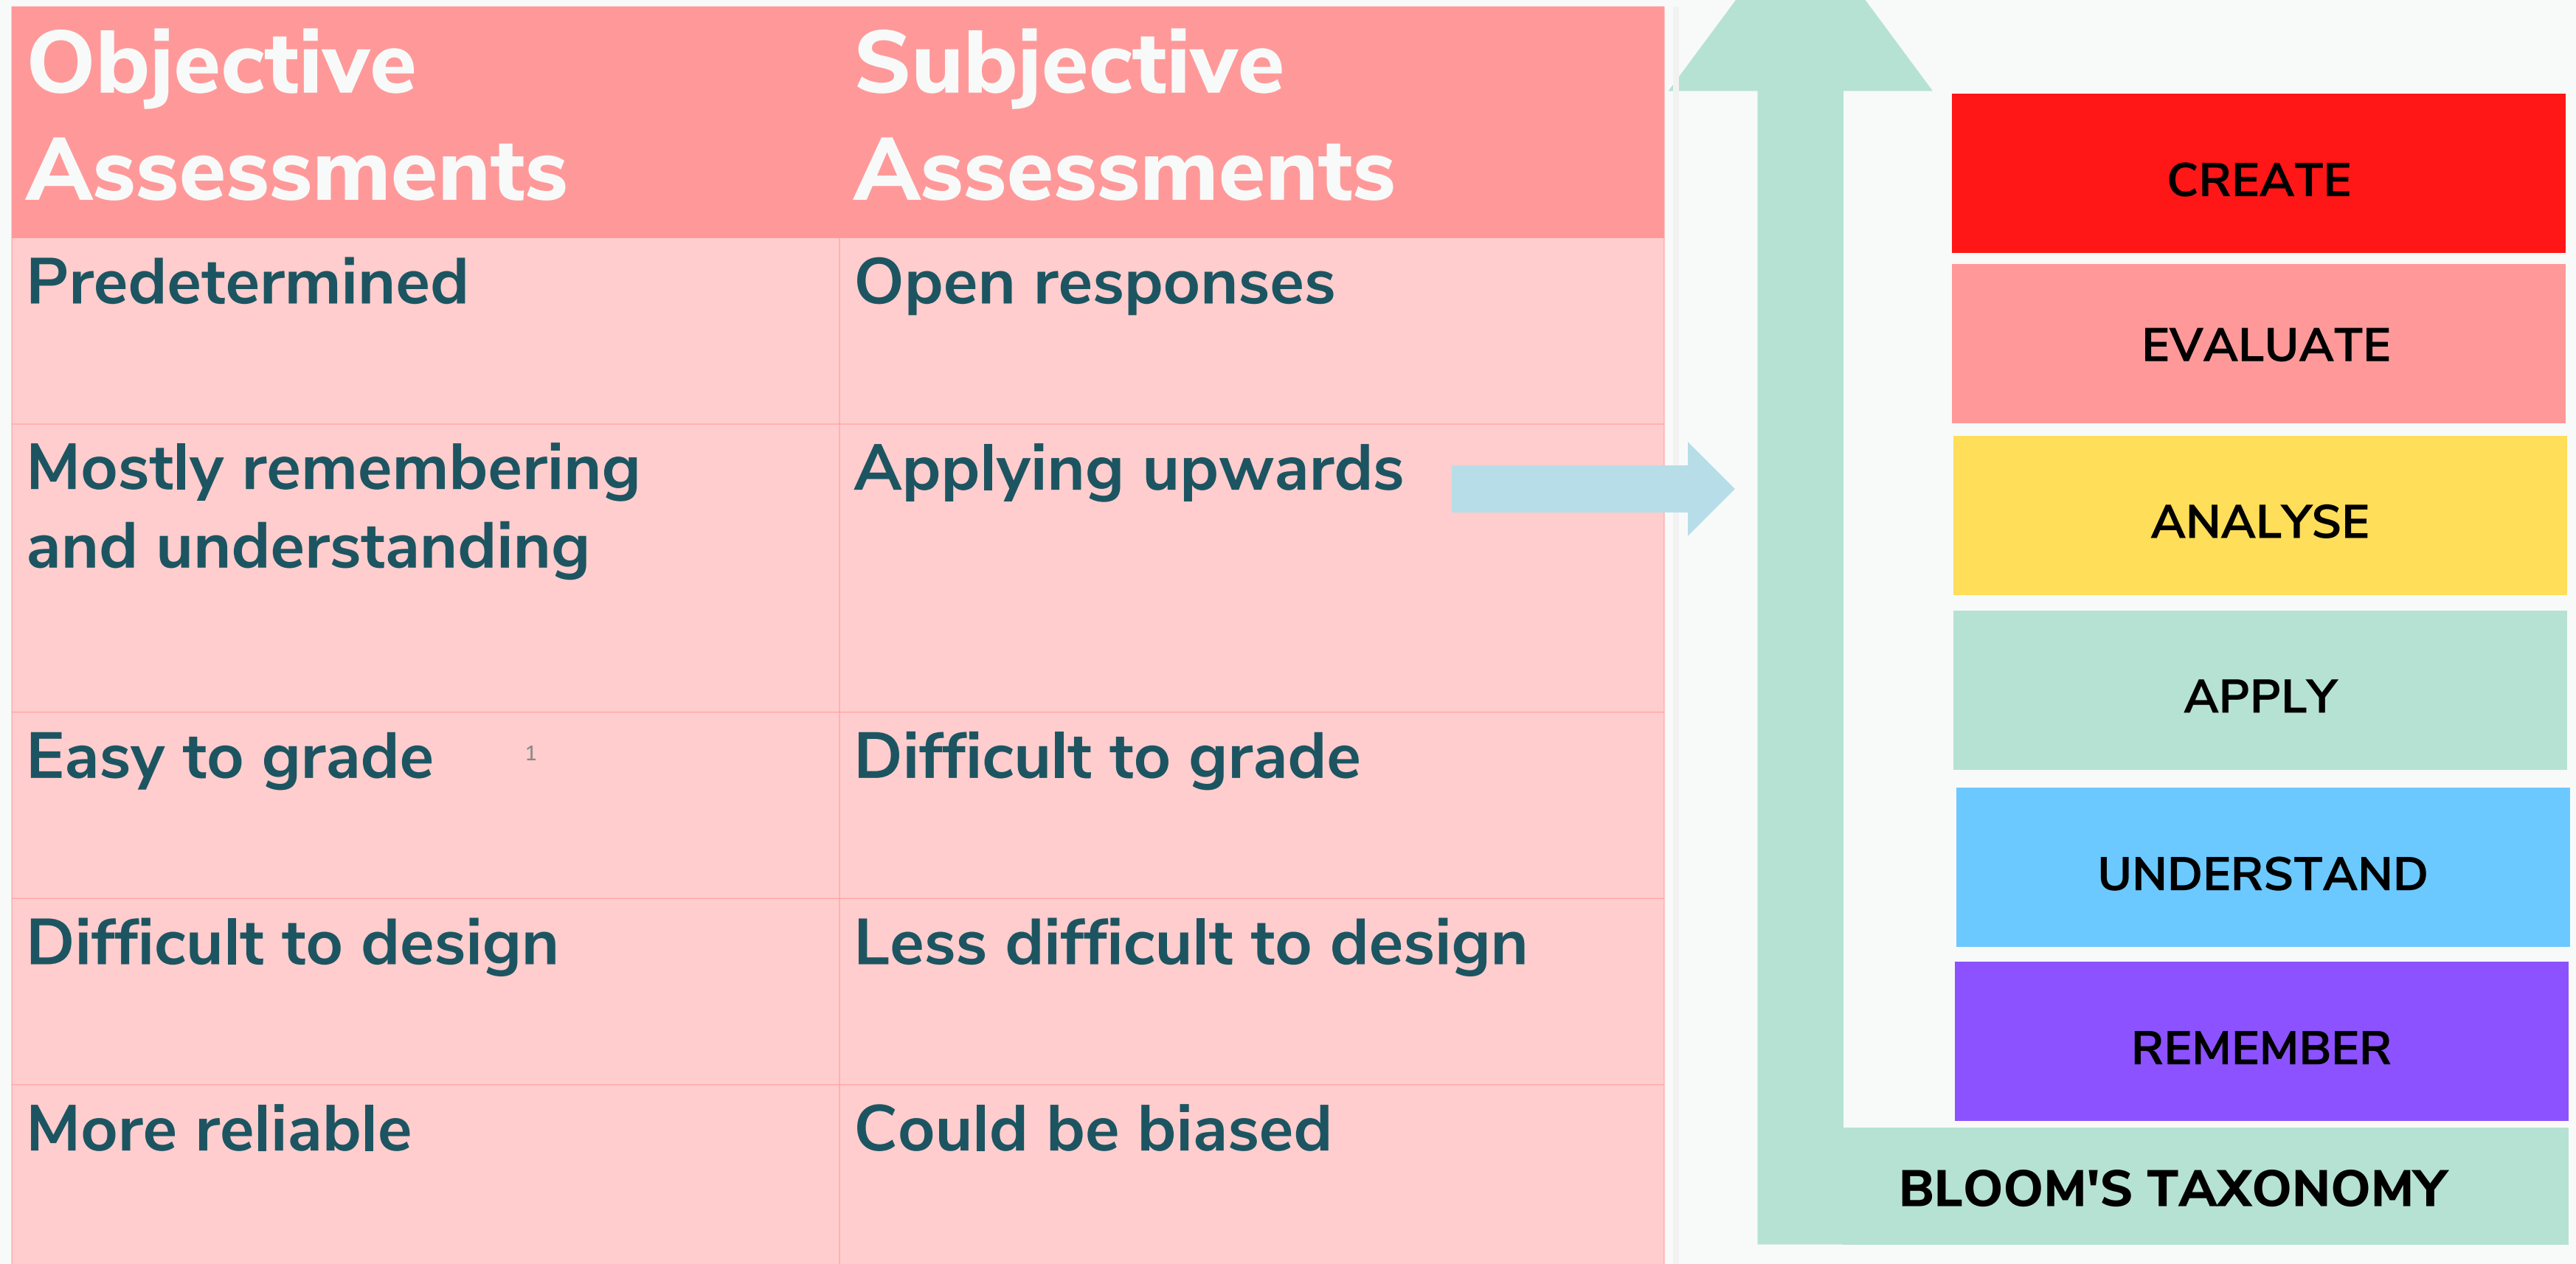 Objective
Assessments
Subjective
Assessments
Predetermined
Open responses
Mostly remembering
and understanding
Applying upwards
Easy to grade
1
Difficult to grade
Difficult to design
Less difficult to design
More reliable
Could be biased
CREATE
EVALUATE
ANALYSE
APPLY
UNDERSTAND
REMEMBER
BLOOM'S TAXONOMY